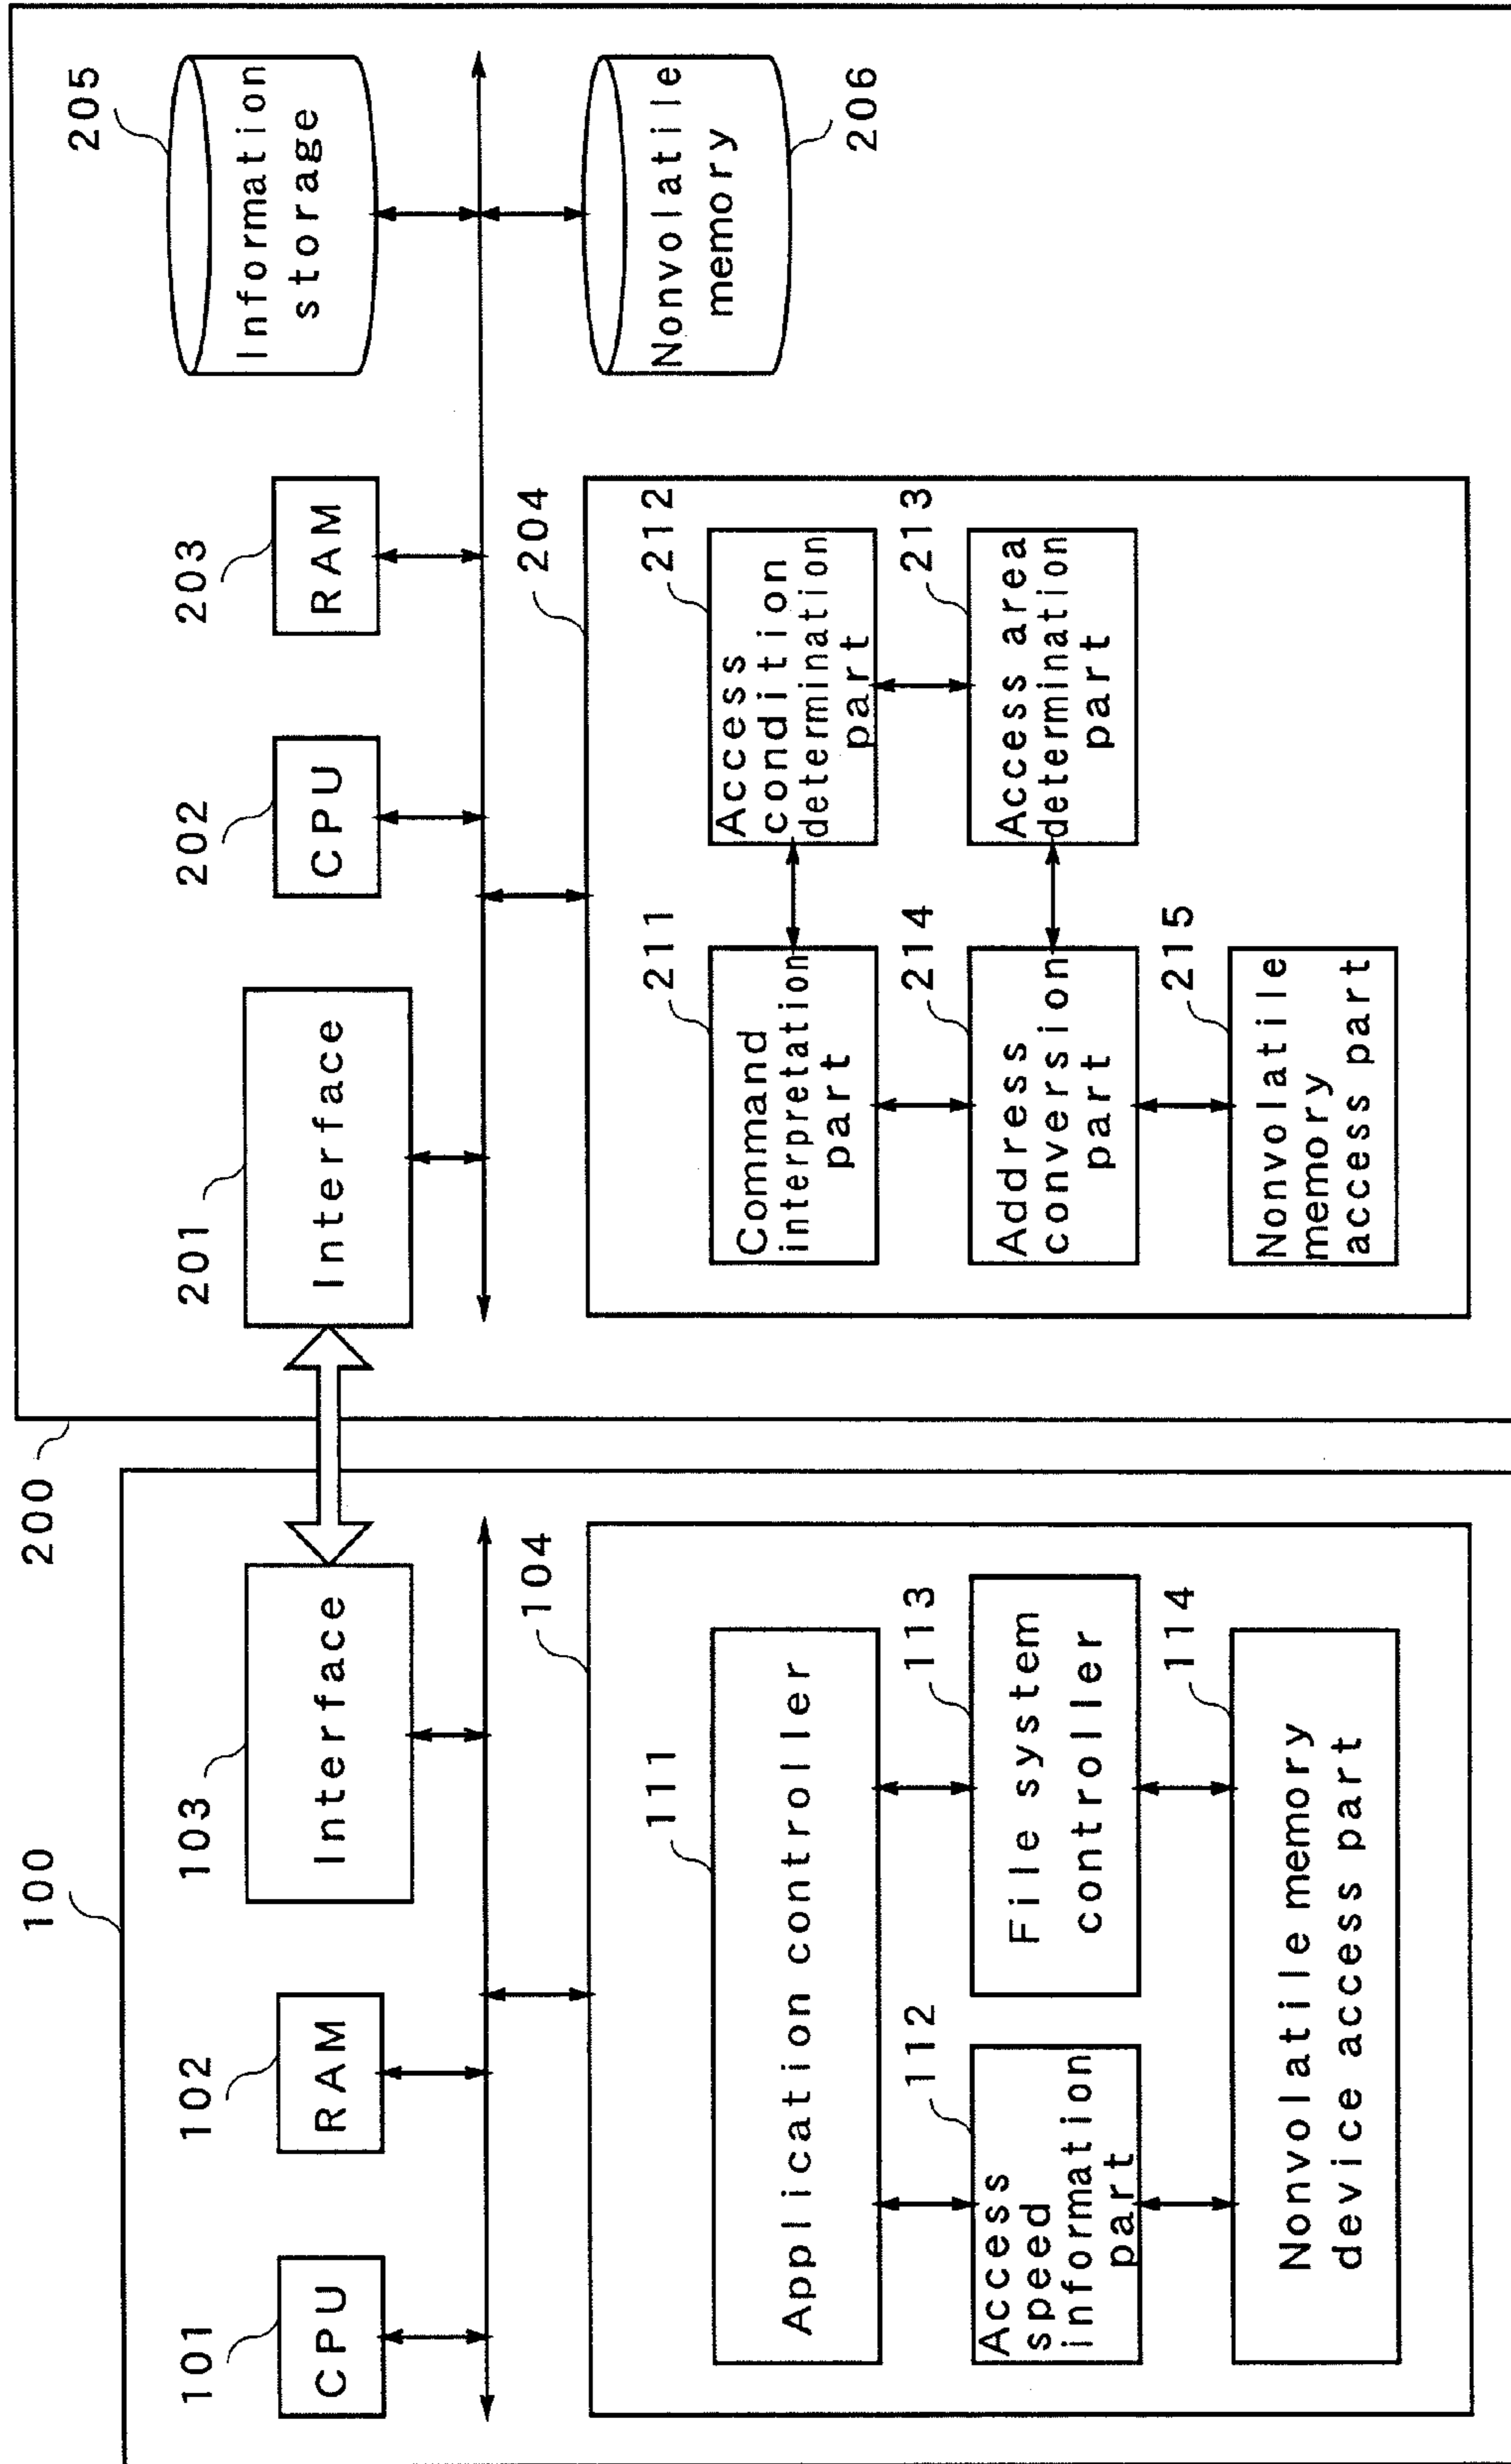 100
101
CPU
102
RAM
103
Interface
104
111
Application controller
112
Access
speed
information
part
113
File system
controller
114
Nonvolatile memory
device access part
200
201
Interface
202
CPU
203
RAM
205
Information
storage
204
211
Command
interpretation
part
212
Access
condition
determination
part
214
Address
conversion
part
213
Access area
determination
part
215
Nonvolatile
memory
access part
Nonvolatile
memory
206